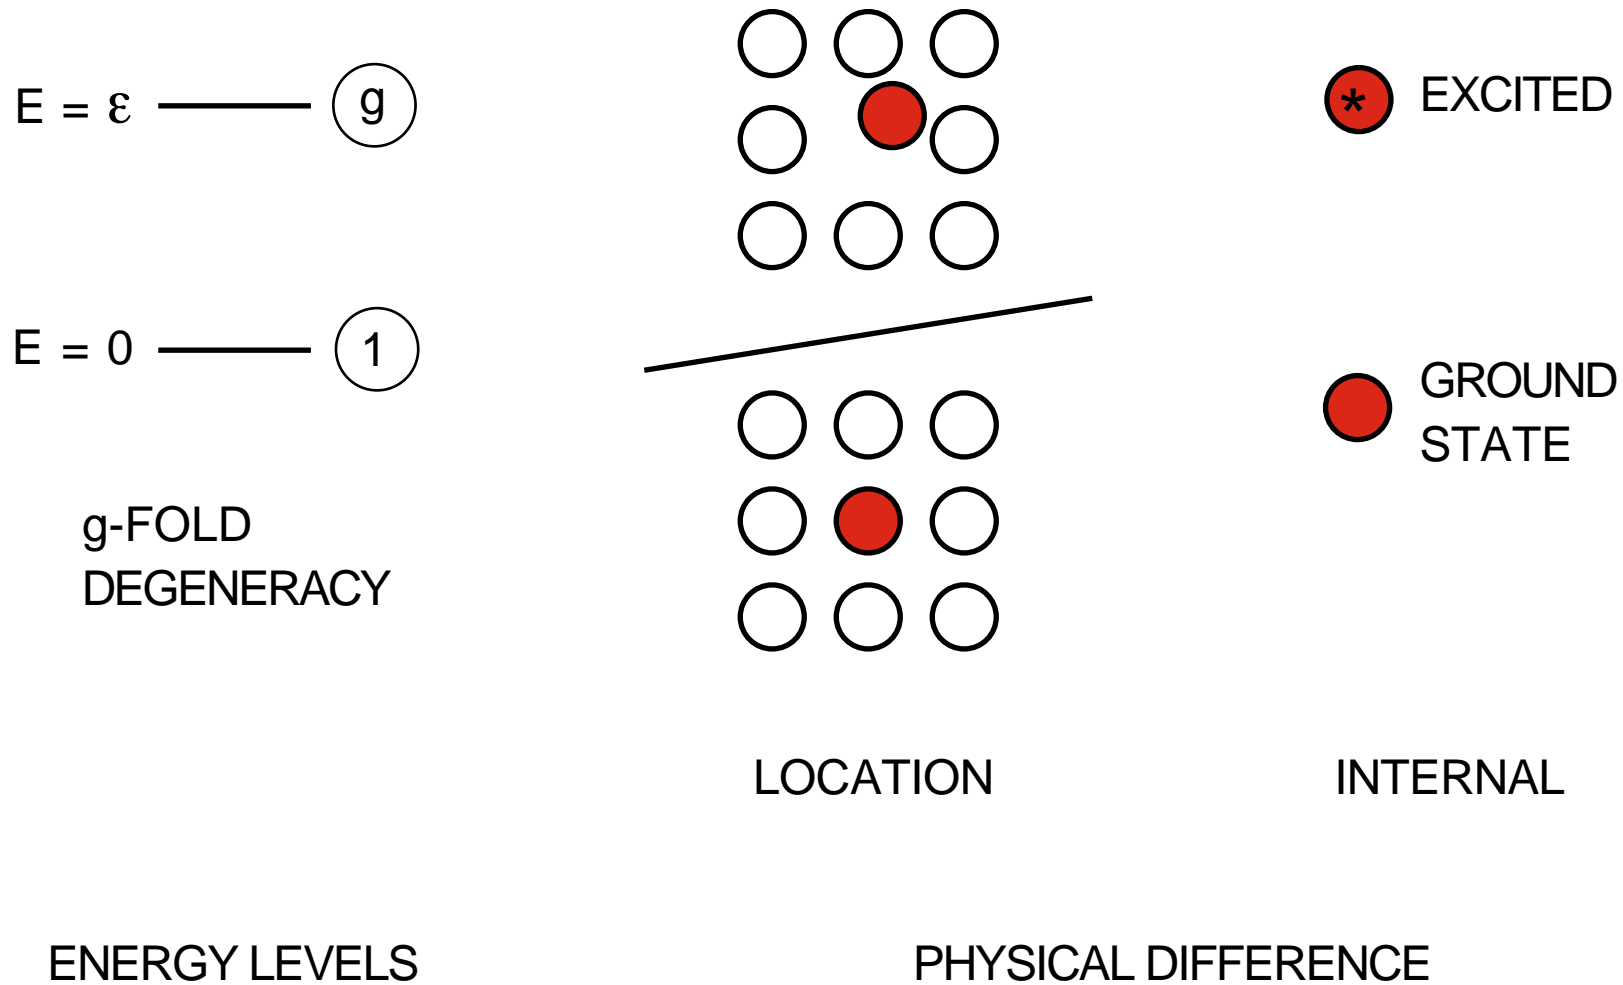 E = ε
g
E = 0
1
g-FOLD
DEGENERACY
* EXCITED
GROUND
STATE
LOCATION
INTERNAL
ENERGY LEVELS
PHYSICAL DIFFERENCE